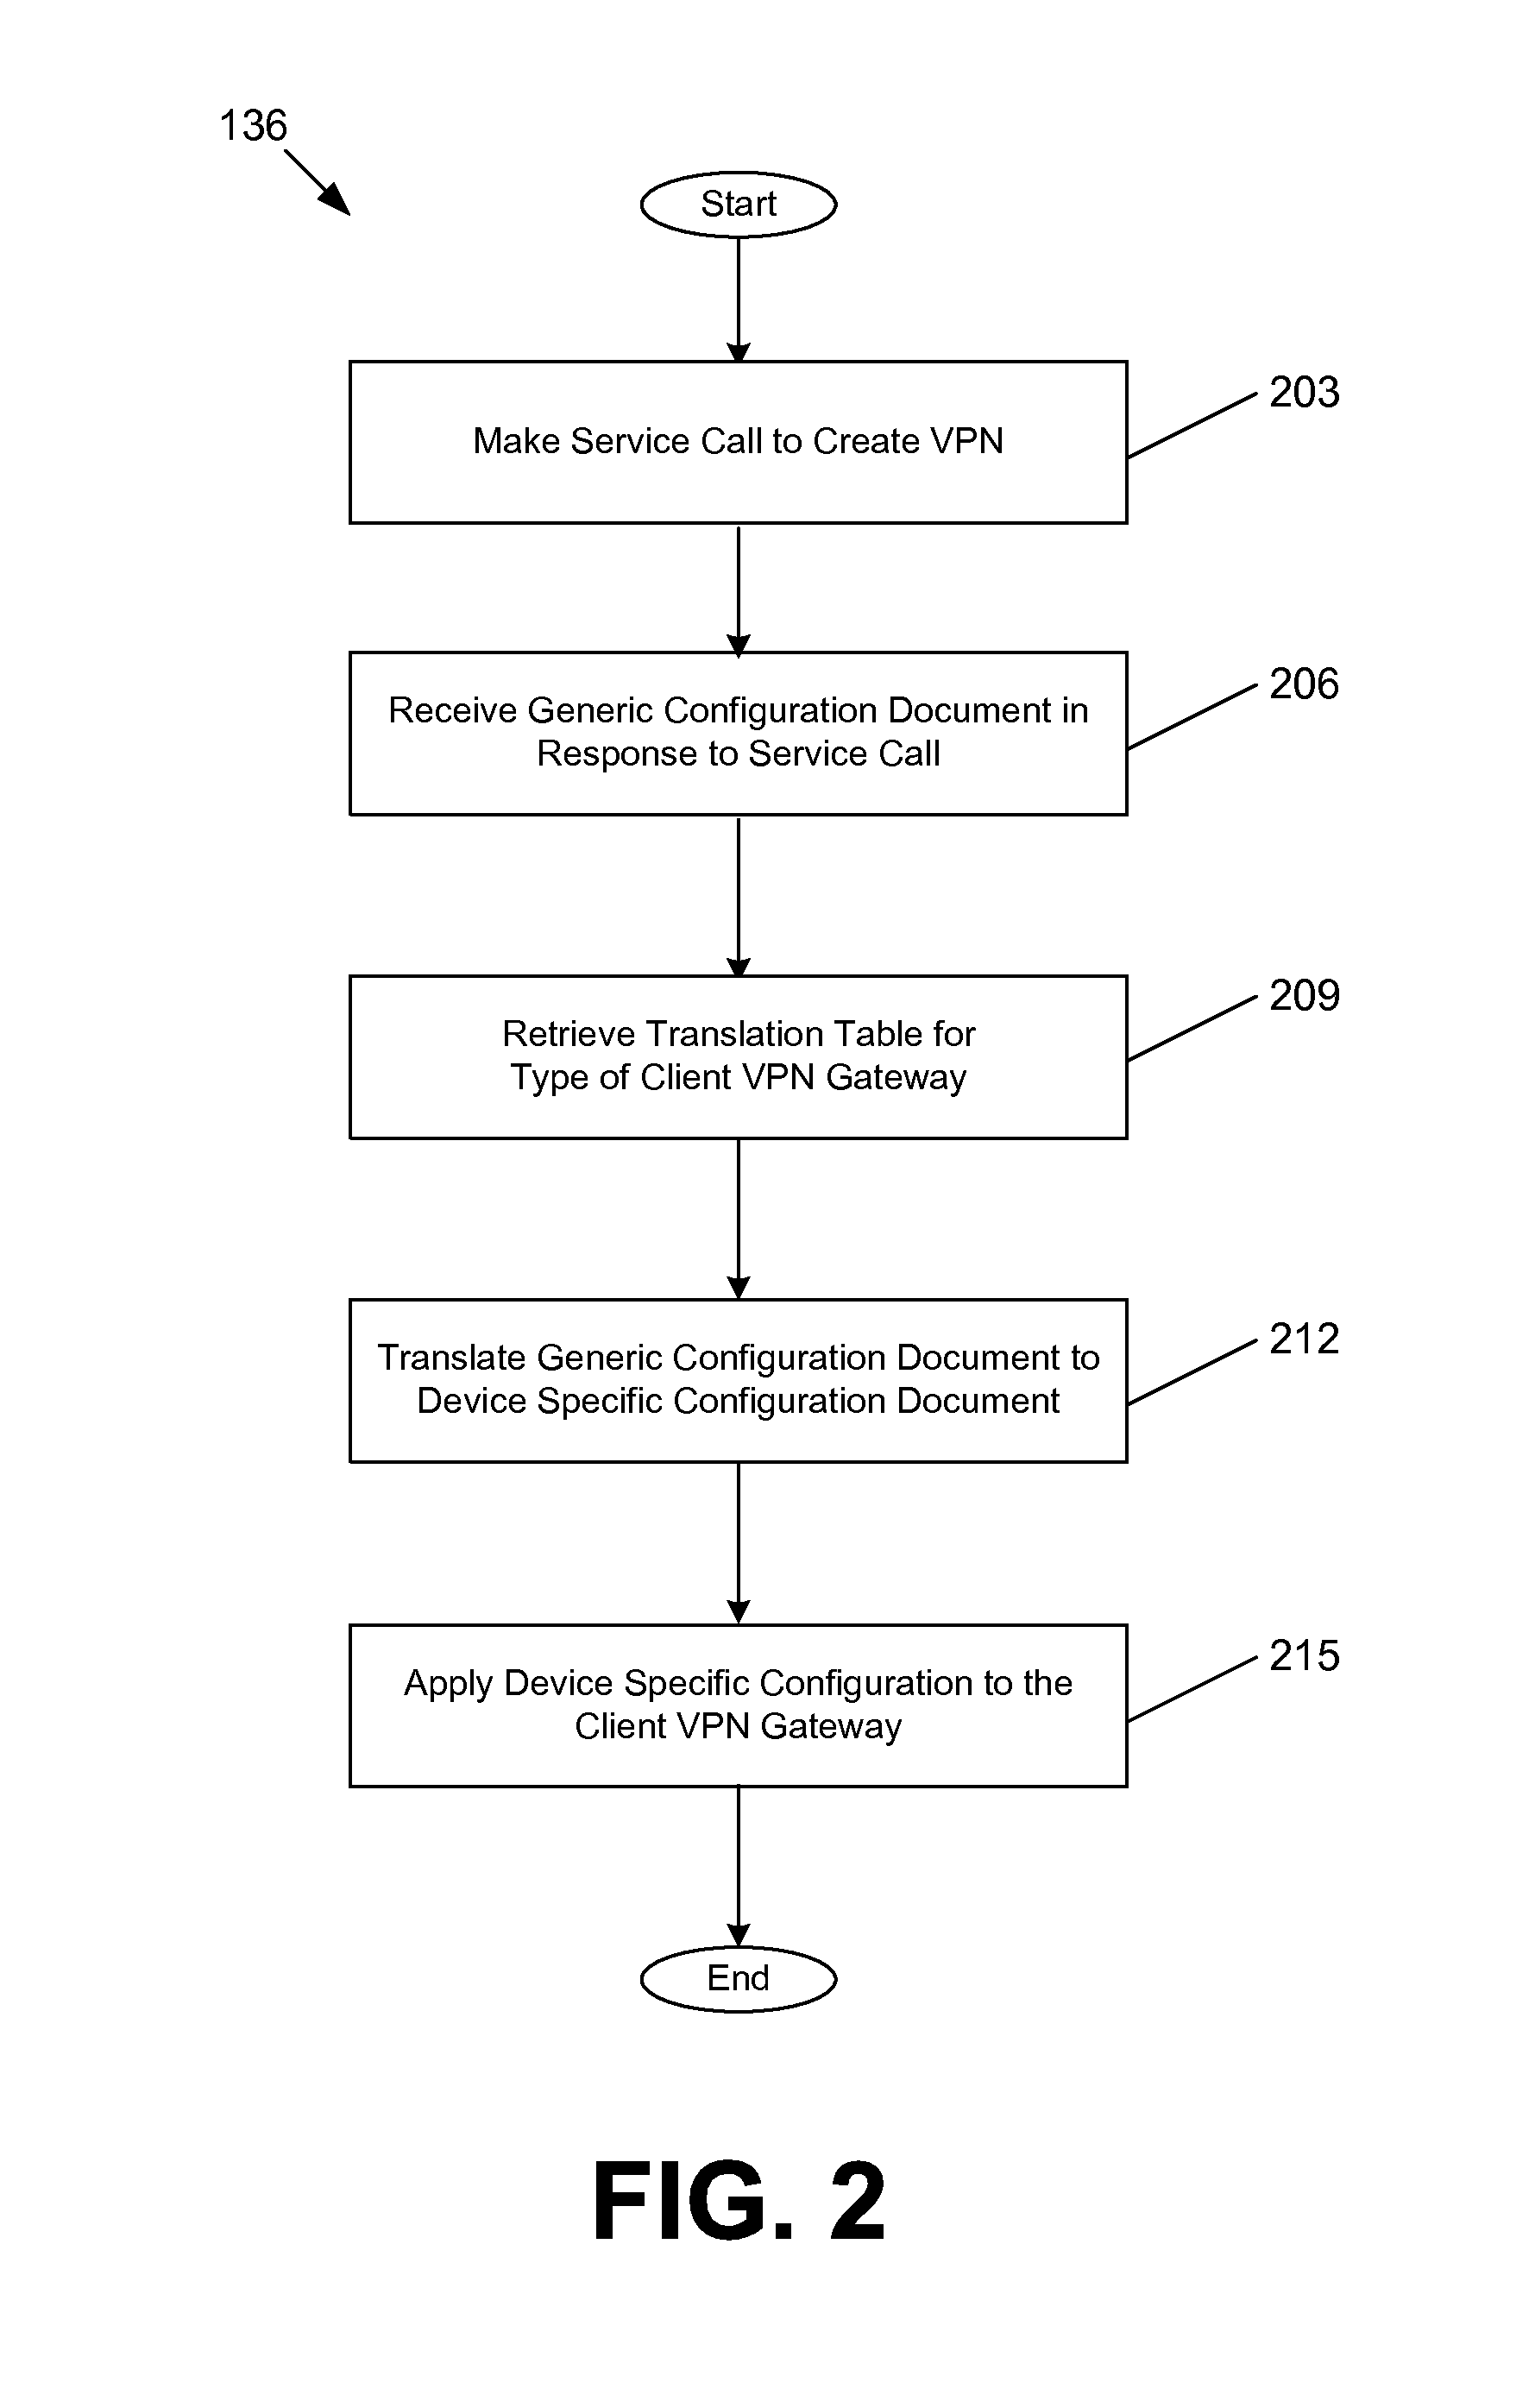 136
Start
Make Service Call to Create VPN
203
Receive Generic Configuration Document in
Response to Service Call
206
Retrieve Translation Table for
Type of Client VPN Gateway
209
Translate Generic Configuration Document to
Device Specific Configuration Document
212
Apply Device Specific Configuration to the
Client VPN Gateway
215
End
FIG. 2